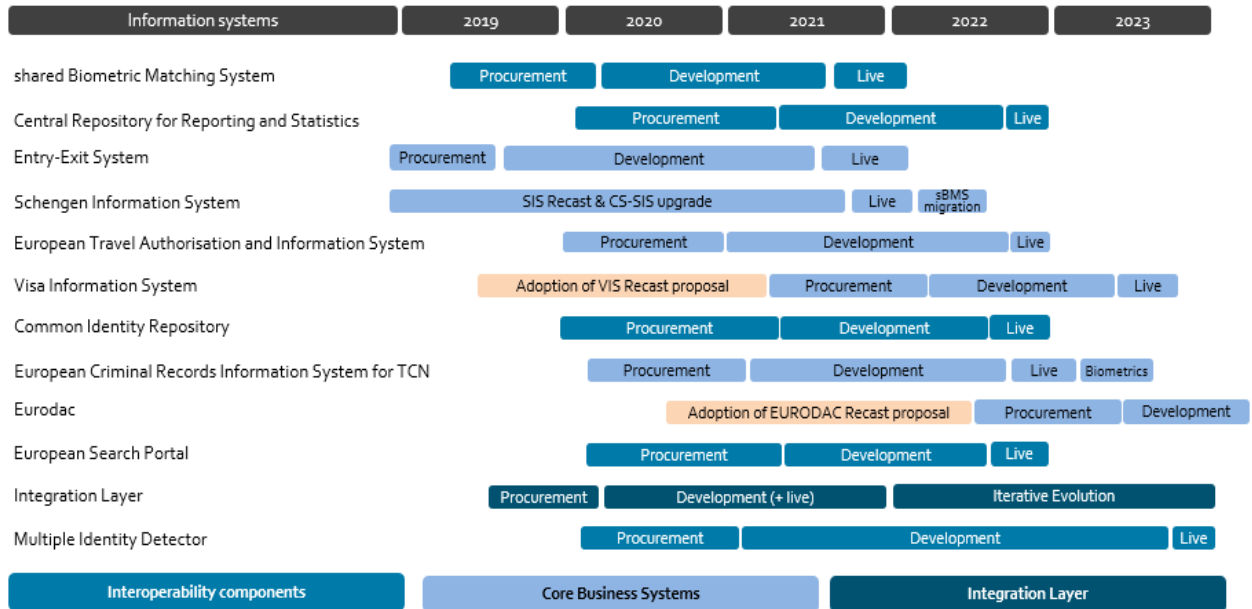 Information systems 2019 2020 2021 2022 2023
shared Biometric Matching System Procurement Development Live
Central Repository for Reporting and Statistics Procurement Development Live
Entry-Exit System Procurement Development Live
Schengen Information System SIS Recast & CS-SIS upgrade Live sBMS
migration
European Travel Authorisation and Information System Procurement Development Live
Visa Information System Adoption of VIS Recast proposal Procurement Development Live
Common Identity Repository Procurement Development Live
European Criminal Records Information System for TCN Procurement Development Live Biometrics
Eurodac Adoption of EURODAC Recast proposal Procurement Development
European Search Portal Procurement Development Live
Integration Layer Procurement Development (+ live) Iterative Evolution
Multiple Identity Detector Procurement Development Live
Interoperability components Core Business Systems Integration Layer